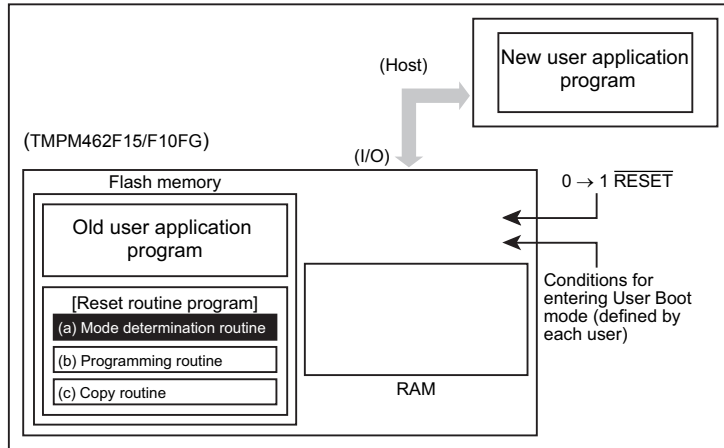 New user application
program
(Host)
(TMPM462F15/F10FG)
(I/O)
Flash memory
0 → 1 RESET
Old user application
program
Conditions for
entering User Boot
mode (defined by
each user)
[Reset routine program]
(a) Mode determination routine
(b) Programming routine
(c) Copy routine
RAM